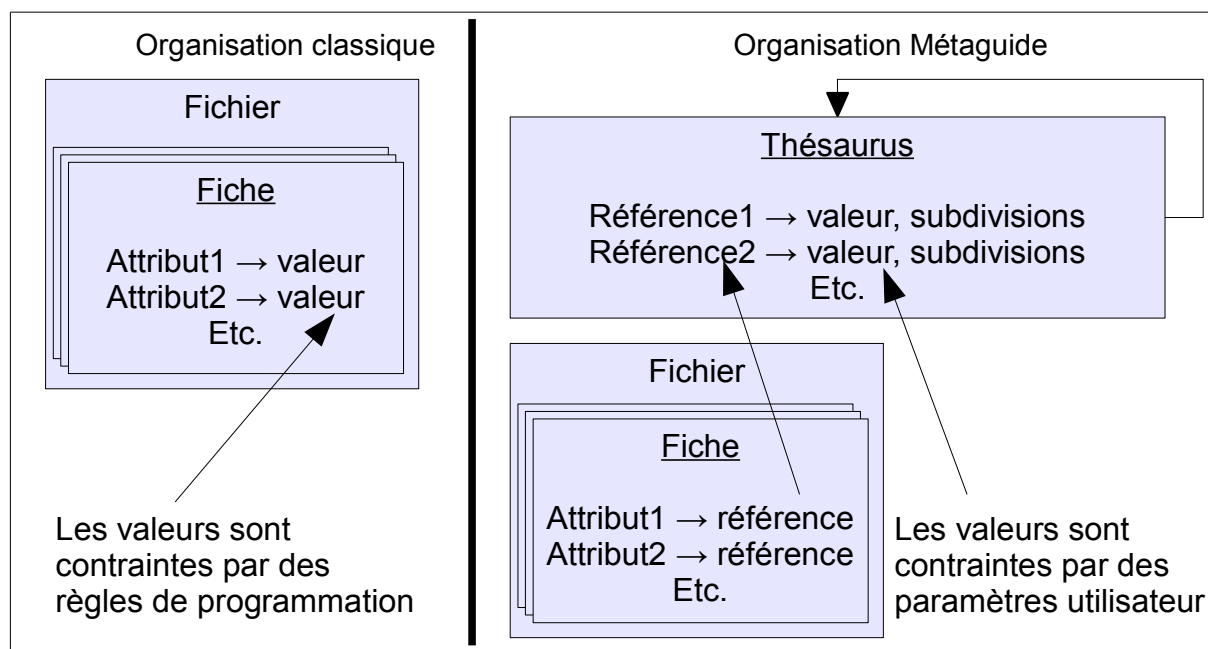 Organisation classique
Fichier
Fiche
Attribut1 → valeur
Attribut2 → valeur
Etc.
Les valeurs sont
contraintes par des
règles de programmation
Organisation Métaguide
Thésaurus
Référence1 → valeur, subdivisions
Référence2 → valeur, subdivisions
Etc.
Fichier
Fiche
Attribut1 → référence
Attribut2 → référence
Etc.
Les valeurs sont
contraintes par des
paramètres utilisateur